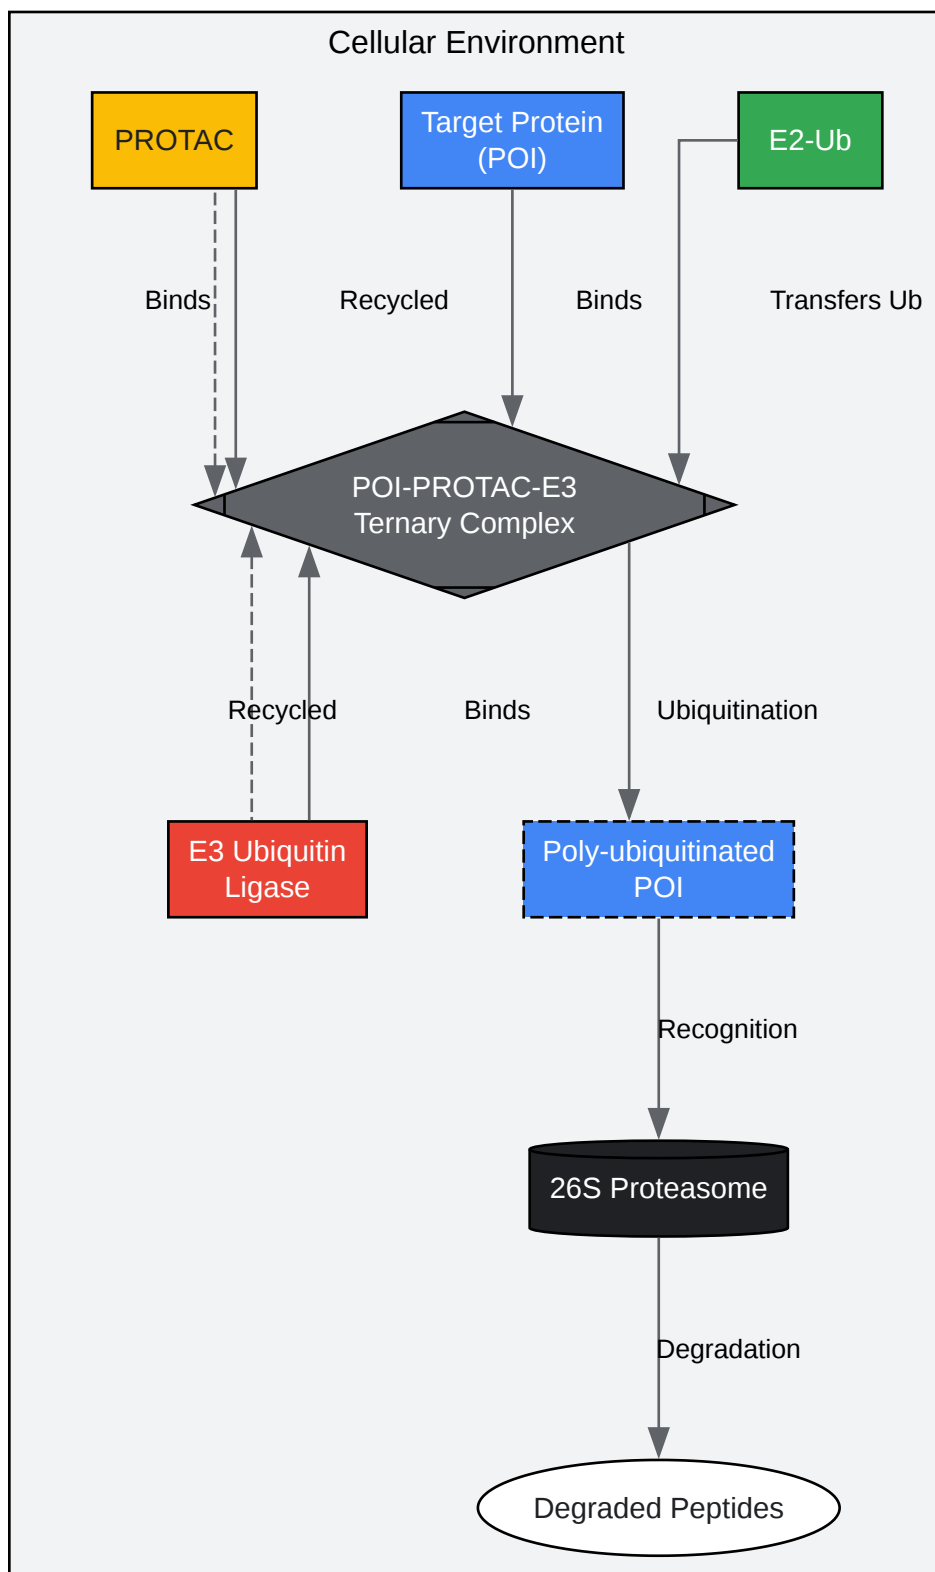 Cellular Environment
PROTAC
Target Protein
(POI)
E2-Ub
Binds
Recycled
Binds
Transfers Ub
POI-PROTAC-E3
Ternary Complex
Recycled
Binds
Ubiquitination
E3 Ubiquitin
Ligase
Poly-ubiquitinated
POI
Recognition
26S Proteasome
Degradation
Degraded Peptides